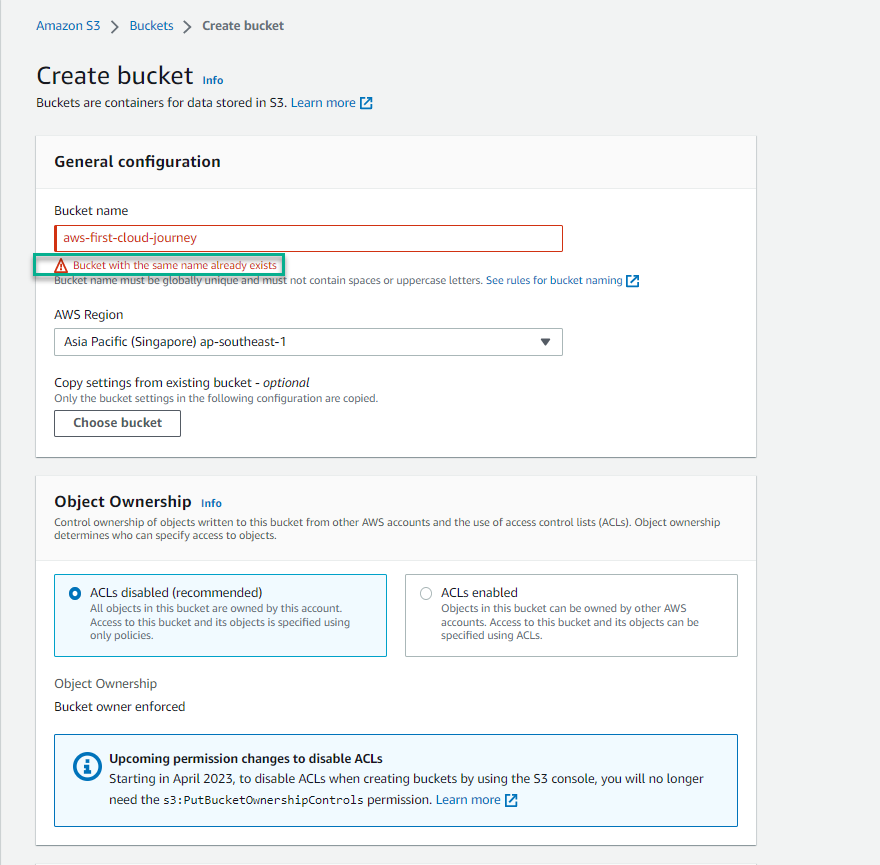 Amazon S3 > Buckets > Create bucket
Create bucket Info
Buckets are containers for data stored in S3. Learn more
General configuration
Bucket name
aws-first-cloud-journey
Bucket with the same name already exists
Bucket name must be globally unique and must not contain spaces or uppercase letters. See rules for bucket naming
AWS Region
Asia Pacific (Singapore) ap-southeast-1
Copy settings from existing bucket - optional
Only the bucket settings in the following configuration are copied.
Choose bucket
Object Ownership Info
Control ownership of objects written to this bucket from other AWS accounts and the use of access control lists (ACLs). Object ownership
determines who can specify access to objects.
ACLs disabled (recommended)
All objects in this bucket are owned by this account.
Access to this bucket and its objects is specified using
only policies.
ACLs enabled
Objects in this bucket can be owned by other AWS
accounts. Access to this bucket and its objects can be
specified using ACLs.
Object Ownership
Bucket owner enforced
Upcoming permission changes to disable ACLs
Starting in April 2023, to disable ACLs when creating buckets by using the S3 console, you will no longer
need the s3:PutBucketOwnershipControls permission. Learn more